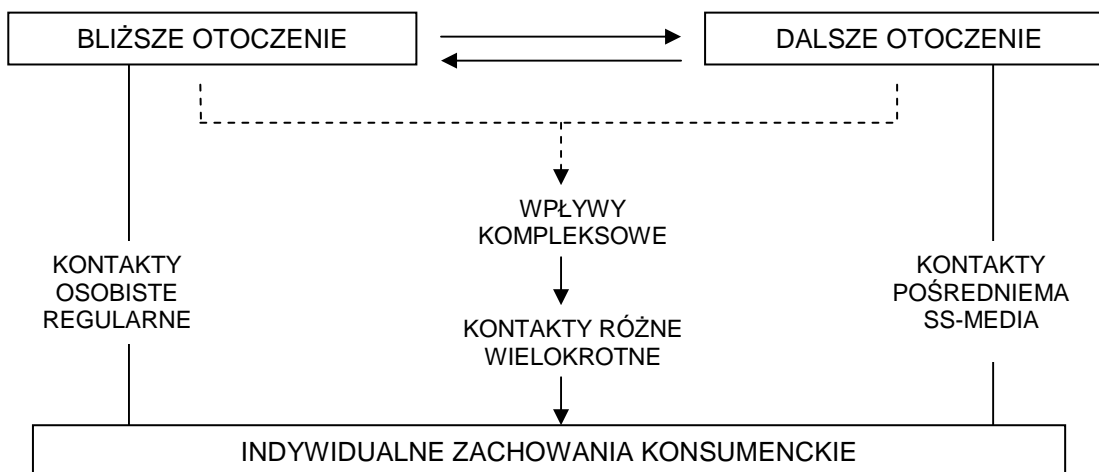 BLIŻSZE OTOCZENIE
DALSZE OTOCZENIE
WPŁYWY
KOMPLEKSOWE
KONTAKTY
OSOBISTE
REGULARNE
KONTAKTY RÓŻNE
WIELOKROTNE
KONTAKTY
POŚREDNIEMA
SS-MEDIA
INDYWIDUALNE ZACHOWANIA KONSUMENCKIE